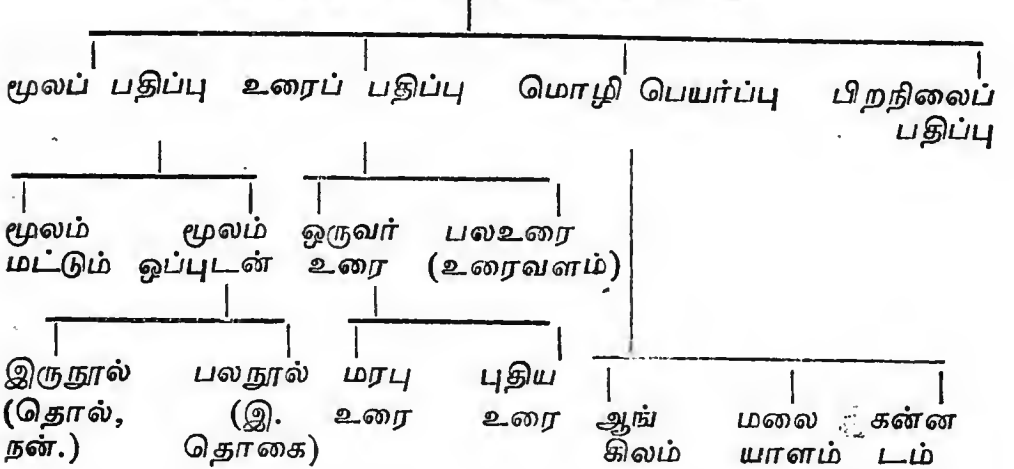 மூலப் பதிப்பு உரைப் பதிப்பு மொழி பெயர்ப்பு பிறநிலைப்
பதிப்பு
மூலம் மூலம் ஒருவர் பலஉரை
மட்டும் ஒப்புடன் உரை (உரைவளம்)
இருநூல் பலநூல் மரபு புதிய
(தொல், (இ. உரை உரை ஆங் மலை கன்ன
நன்.) தொகை) கிலம் யாளம் டம்